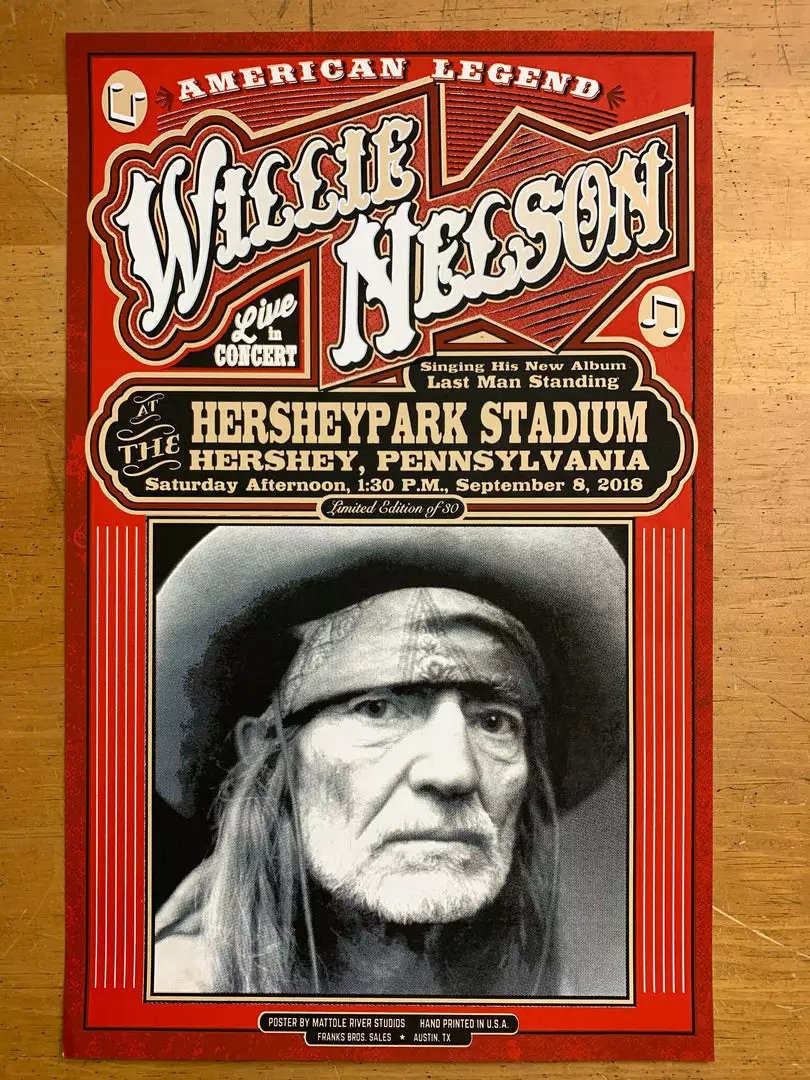 AMERICAN LEGEND
WILLIE
NELSON
Live
in
CONCERT
Singing His New Album
Last Man Standing
AT
THE
HERSHEYPARK STADIUM
HERSHEY, PENNSYLVANIA
Saturday Afternoon, 1:30 P.M., September 8, 2018
Limited Edition of 30
POSTER BY MATTOLE RIVER STUDIOS HAND PRINTED IN U.S.A.
FRANKS BROS. SALES ★ AUSTIN, TX